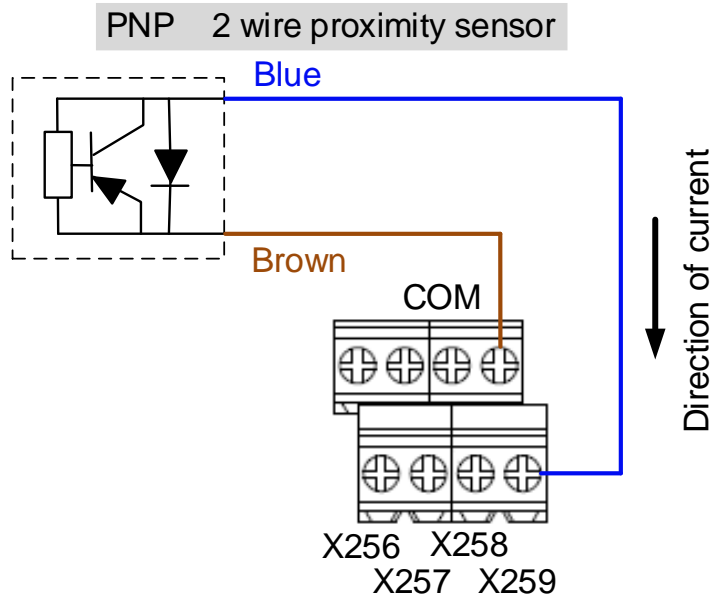 PNP 2 wire proximity sensor
Blue
Brown
COM
Direction of current
X256 X258
X257 X259